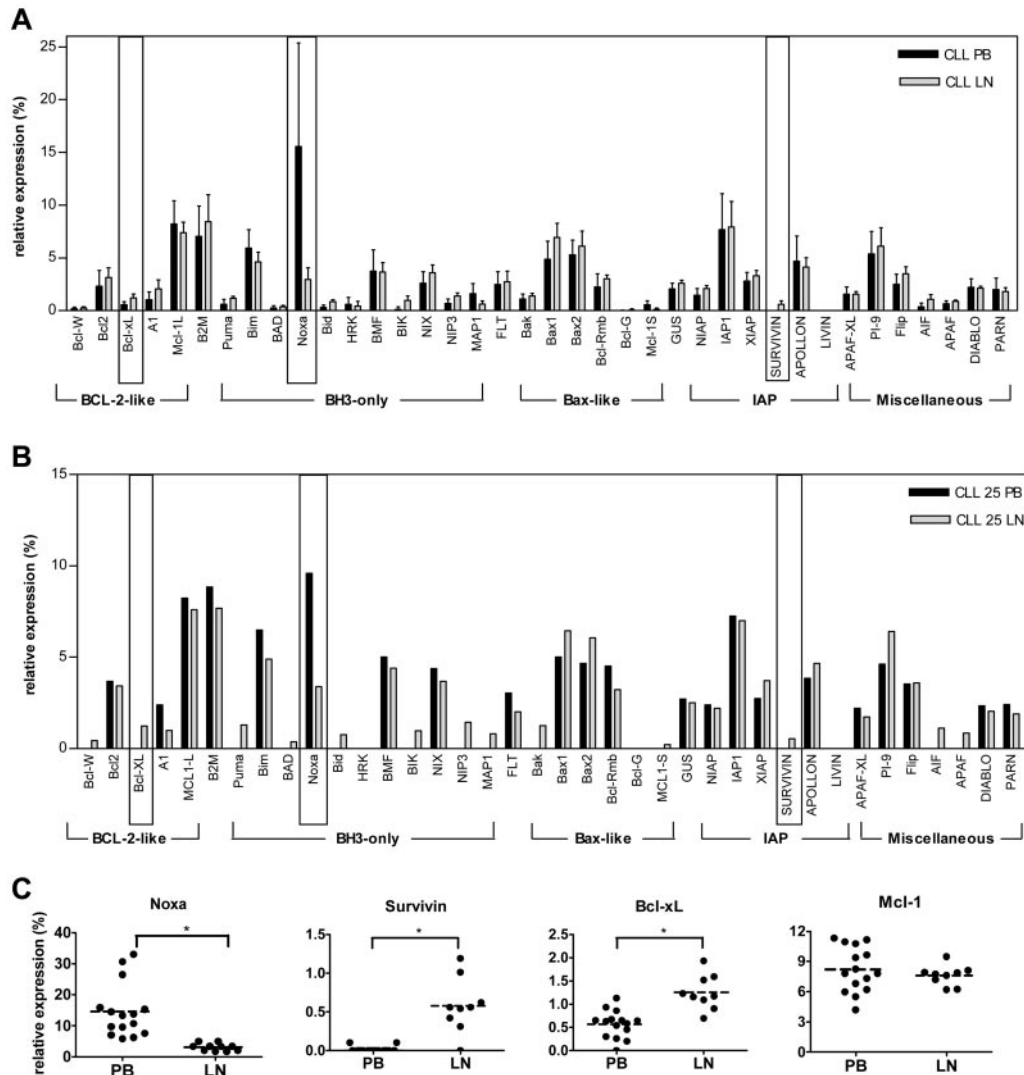 A
relative expression (%)
25
20
15
10
5
0
CLL PB
CLL LN
Bcl-W
Bcl2
Bcl-xL
A1
Mcl-1L
B2M
Puma
Bim
BAD
Noxa
Bid
HRK
BMF
BIK
NIX
NIP3
MAP1
FLT
Bak
Bax1
Bax2
Bcl-Rmb
Bcl-G
Mcl-1S
GUS
NIAP
IAP1
XIAP
SURVIVIN
APOLLON
LIVIN
APAF-XL
PI-9
Flip
AIF
APAF
DIABLO
PARN
BCL-2-like
BH3-only
Bax-like
IAP
Miscellaneous
B
relative expression (%)
15
10
5
0
CLL 25 PB
CLL 25 LN
Bcl-W
Bcl2
Bcl-XL
A1
MCL1-L
B2M
Puma
Bim
BAD
Noxa
Bid
HRK
BMF
BIK
NIX
NIP3
MAP1
FLT
Bak
Bax1
Bax2
Bcl-Rmb
Bcl-G
MCL1-S
GUS
NIAP
IAP1
XIAP
SURVIVIN
APOLLON
LIVIN
APAF-XL
PI-9
Flip
AIF
APAF
DIABLO
PARN
BCL-2-like
BH3-only
Bax-like
IAP
Miscellaneous
C
relative expression (%)
Noxa
40
30
20
10
0
*
PB LN
Survivin
1.5
1.0
0.5
0.0
*
PB LN
Bcl-xL
2.5
2.0
1.5
1.0
0.5
0.0
*
PB LN
Mcl-1
12
9
6
3
0
PB LN